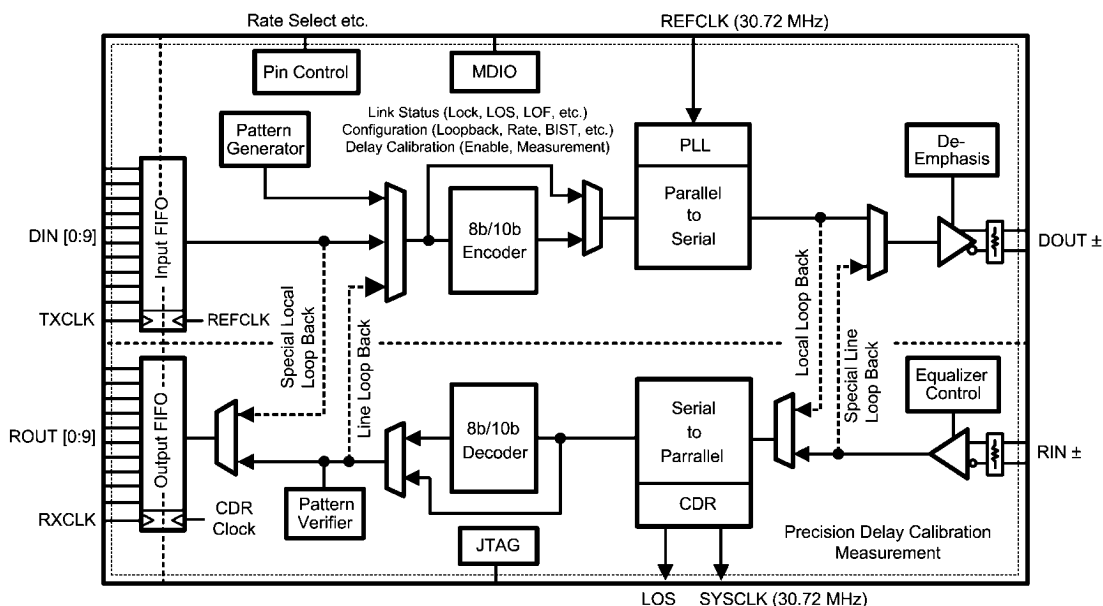 Rate Select etc.
REFCLK (30.72 MHz)
Pin Control
MDIO
Link Status (Lock, LOS, LOF, etc.)
Configuration (Loopback, Rate, BIST, etc.)
Delay Calibration (Enable, Measurement)
Pattern
Generator
PLL
De-
Emphasis
Parallel
to
Serial
8b/10b
Encoder
DIN [0:9]
Input FIFO
DOUT ±
TXCLK
REFCLK
Special Local
Loop Back
Line Loop Back
Local Loop Back
Special Line
Loop Back
Equalizer
Control
ROUT [0:9]
Output FIFO
8b/10b
Decoder
Serial
to
Parrallel
RIN ±
CDR
Pattern
Verifier
RXCLK
CDR
Clock
JTAG
Precision Delay Calibration
Measurement
LOS
SYSCLK (30.72 MHz)